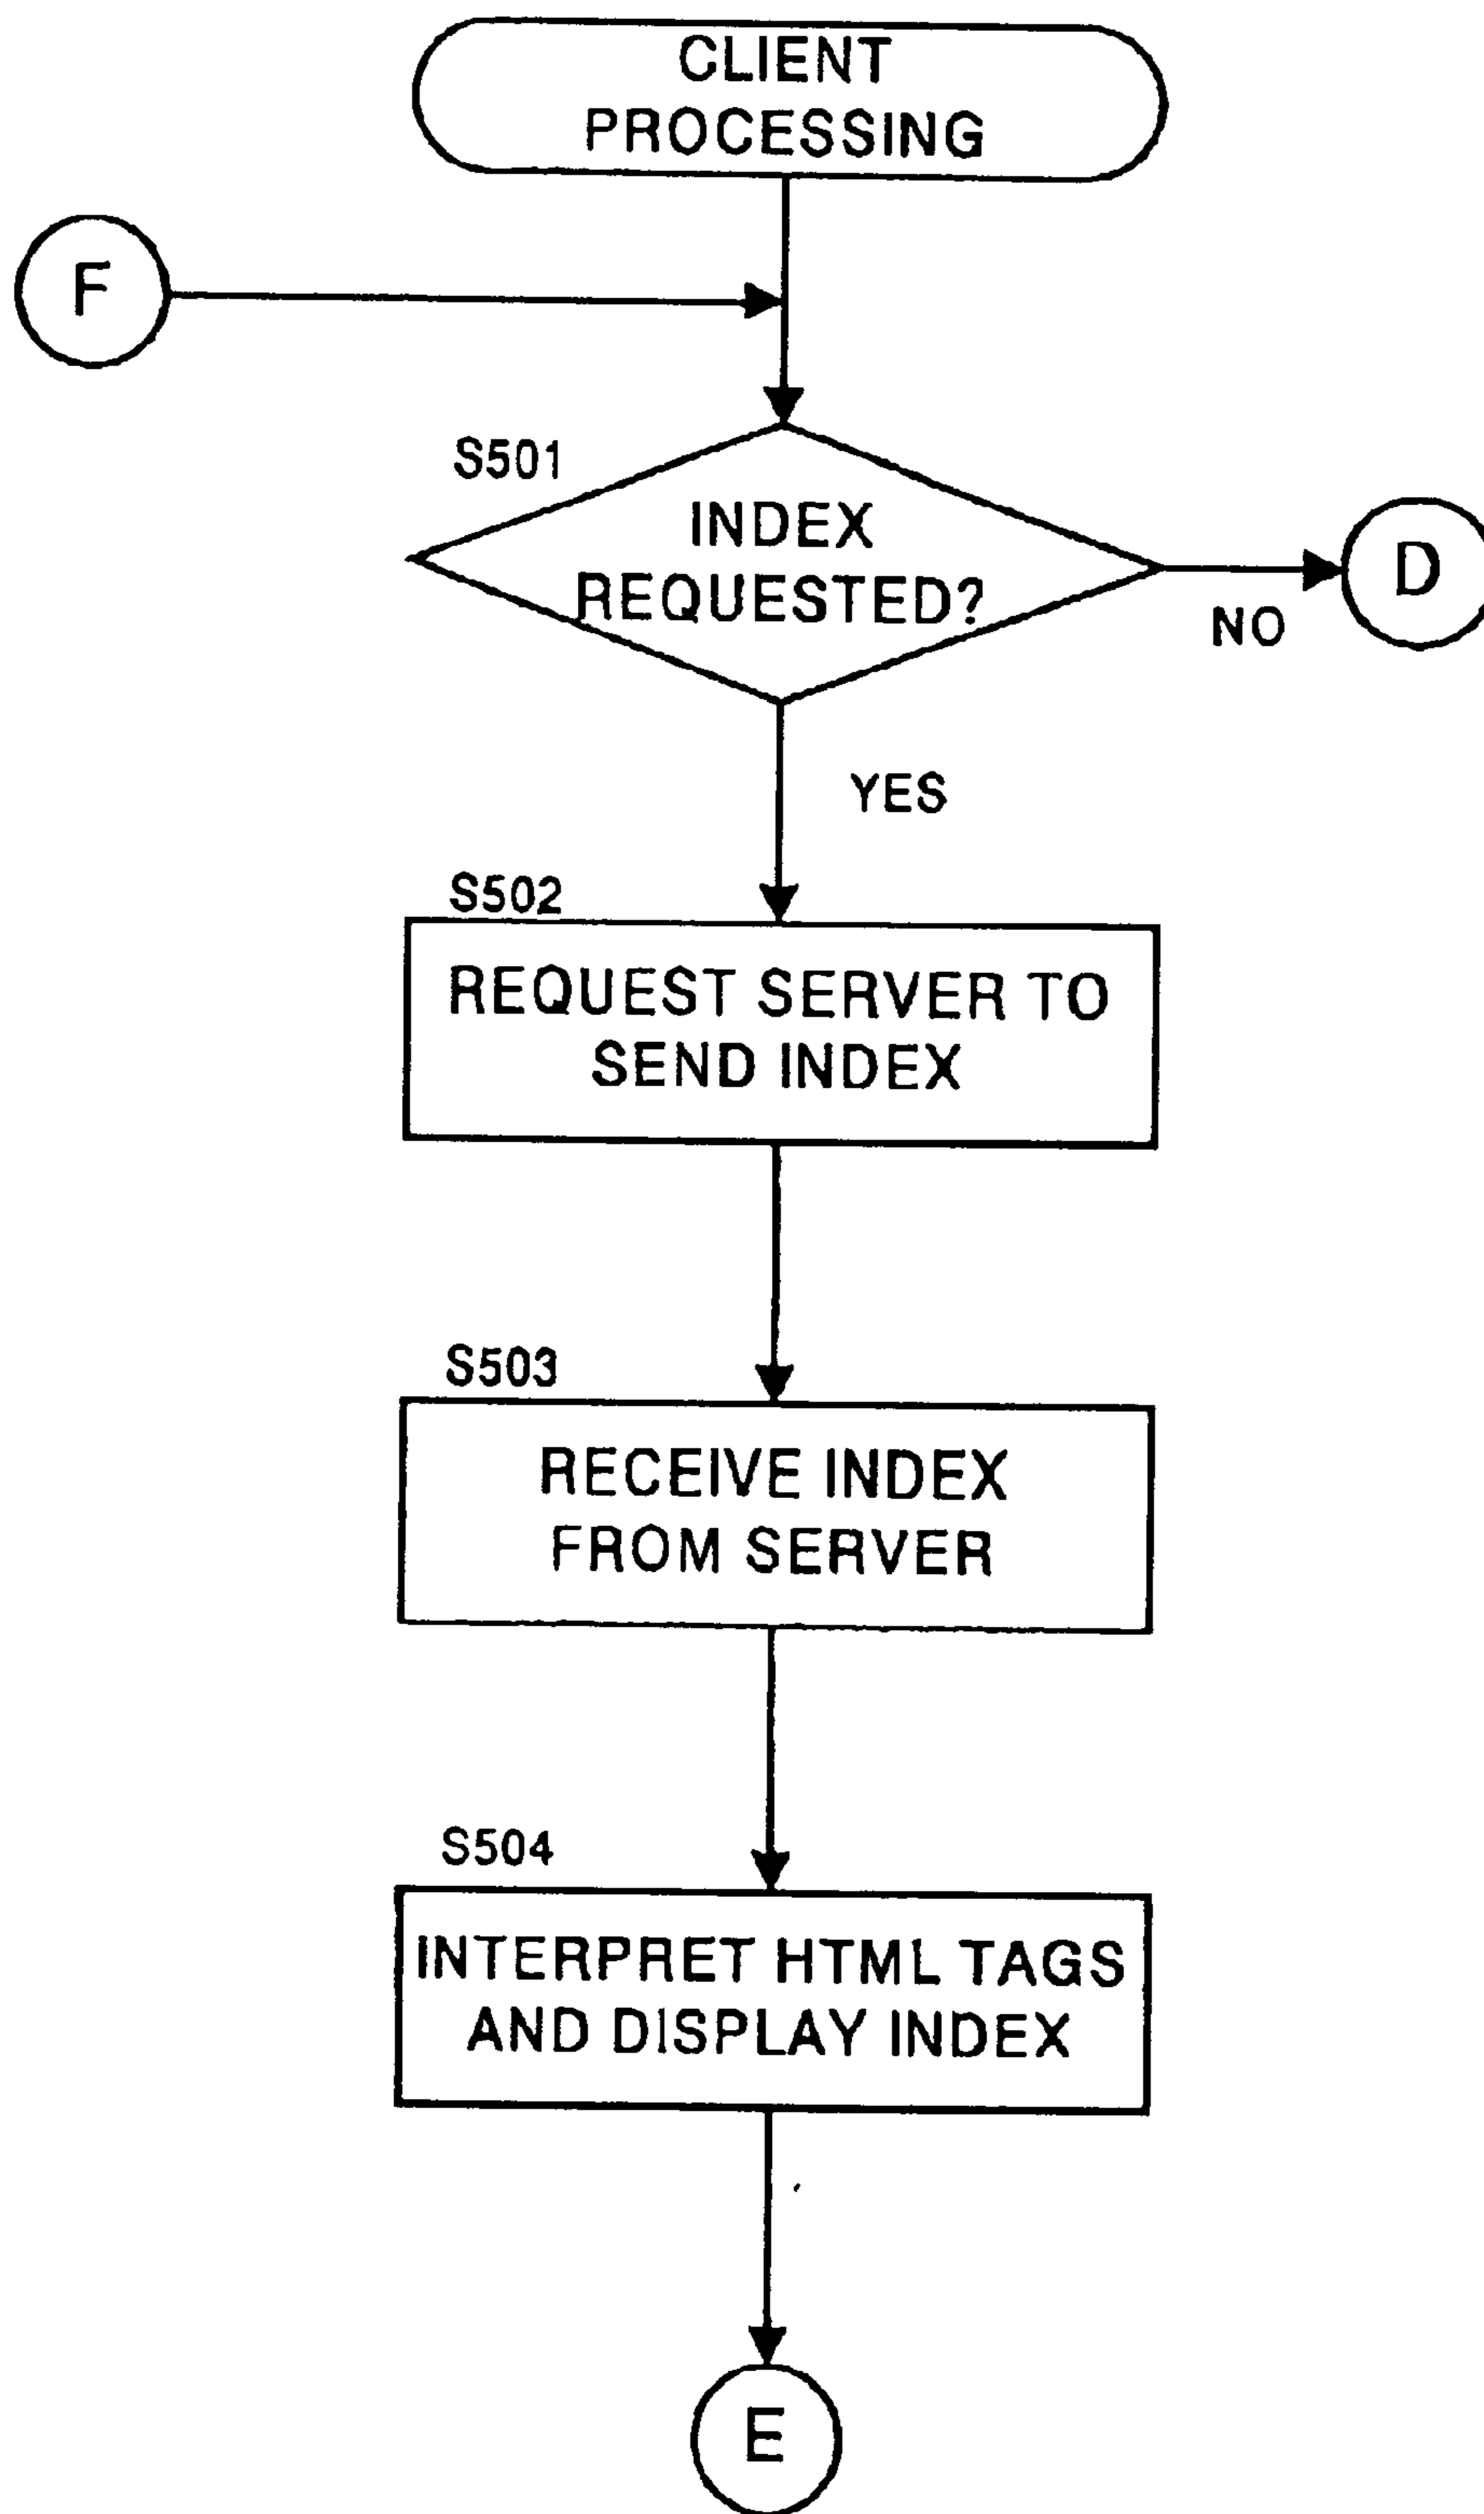 CLIENT
PROCESSING
F
S501
INDEX
REQUESTED?
D
NO
YES
S502
REQUEST SERVER TO
SEND INDEX
S503
RECEIVE INDEX
FROM SERVER
S504
INTERPRET HTML TAGS
AND DISPLAY INDEX
E